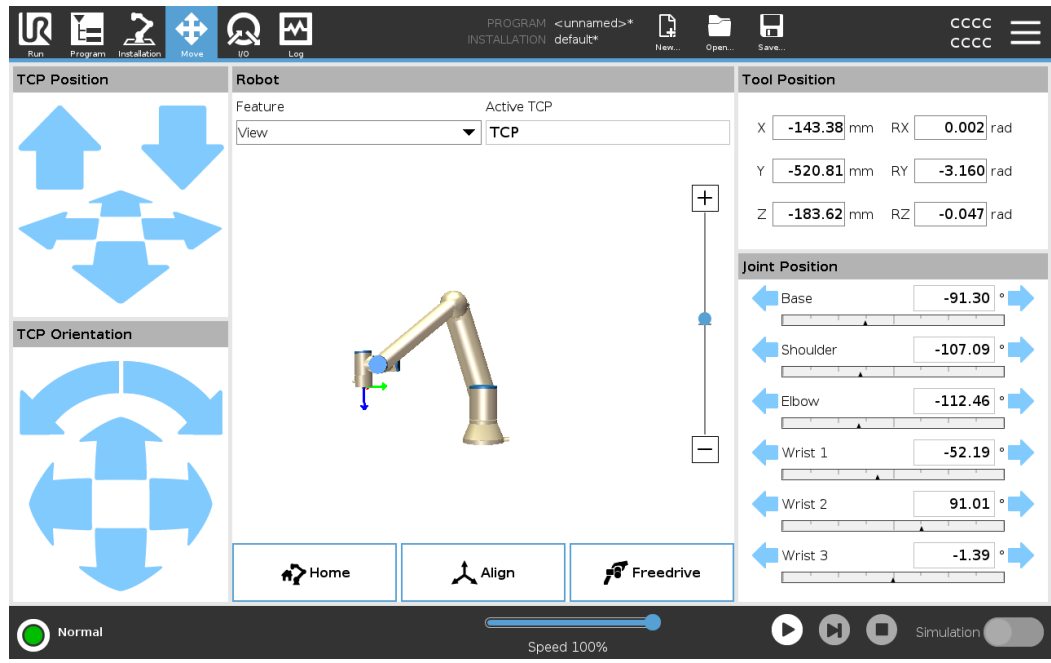 PROGRAM <unnamed>*
INSTALLATION default*
CCCC
CCCC
Run Program Installation Move I/O Log New... Open... Save...
TCP Position
Robot
Feature
Active TCP
View
TCP
Tool Position
X -143.38 mm RX 0.002 rad
Y -520.81 mm RY -3.160 rad
Z -183.62 mm RZ -0.047 rad
Joint Position
Base -91.30 °
Shoulder -107.09 °
Elbow -112.46 °
Wrist 1 -52.19 °
Wrist 2 91.01 °
Wrist 3 -1.39 °
TCP Orientation
Home
Align
Freedrive
Normal
Speed 100%
Simulation